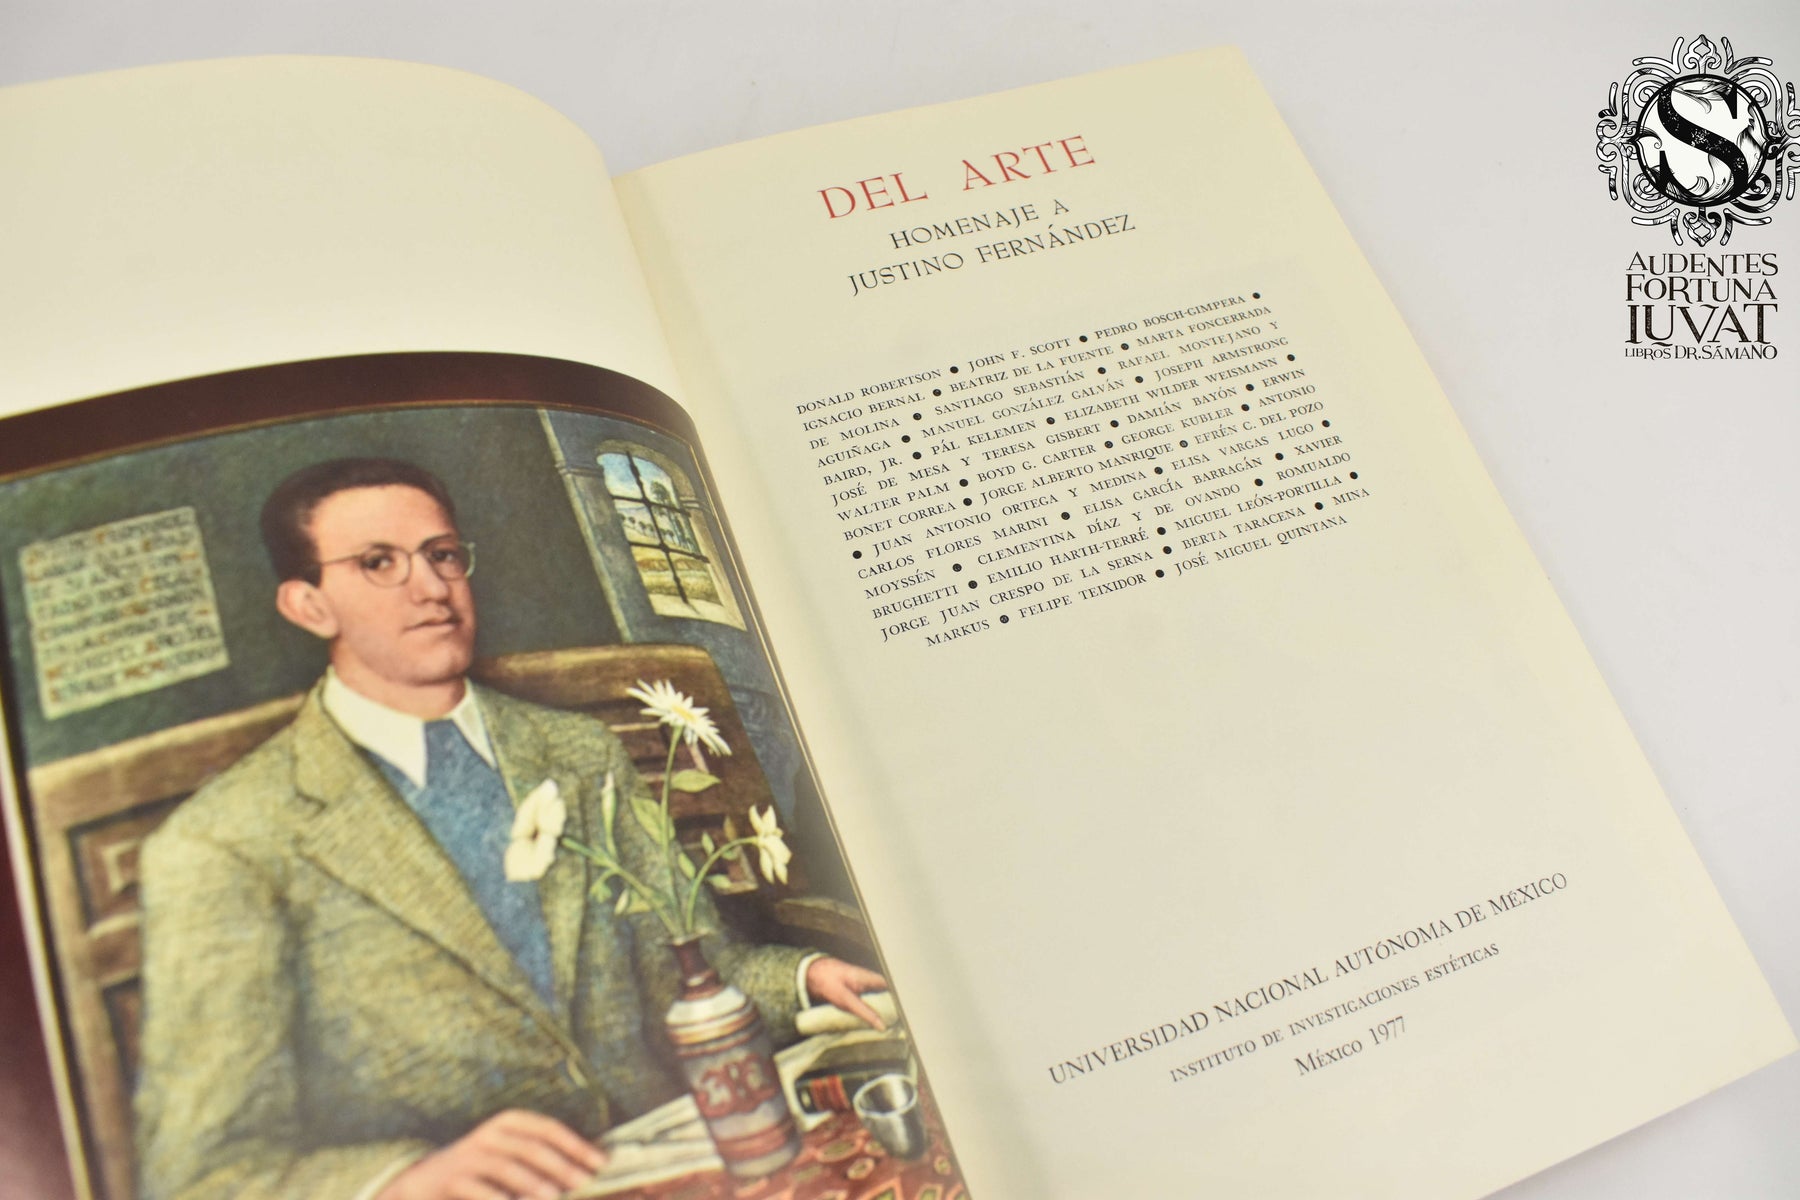 DEL ARTE
HOMENAJE A
JUSTINO FERNÁNDEZ
DONALD ROBERTSON ● JOHN F. SCOTT ● PEDRO BOSCH-GIMPERA ●
IGNACIO BERNAL ● BEATRIZ DE LA FUENTE ● MARTA FONCERRADA
DE MOLINA ● SANTIAGO SEBASTIÁN ● RAFAEL MONTEJANO Y
AGUIÑAGA ● MANUEL GONZÁLEZ GALVÁN ● JOSEPH ARMSTRONG
BAIRD, JR. ● PÁL KELEMEN ● ELIZABETH WILDER WEISMANN ●
JOSÉ DE MESA Y TERESA GISBERT ● DAMIÁN BAYÓN ● ERWIN
WALTER PALM ● BOYD G. CARTER ● GEORGE KUBLER ● ANTONIO
BONET CORREA ● JORGE ALBERTO MANRIQUE ● EFRÉN C. DEL POZO
● JUAN ANTONIO ORTEGA Y MEDINA ● ELISA VARGAS LUGO ●
CARLOS FLORES MARINI ● ELISA GARCÍA BARRAGÁN ● XAVIER
MOYSSÉN ● CLEMENTINA DÍAZ Y DE OVANDO ● ROMUALDO
BRUGHETTI ● EMILIO HARTH-TERRÉ ● MIGUEL LEÓN-PORTILLA ●
JORGE JUAN CRESPO DE LA SERNA ● BERTA TARACENA ● MINA
MARKUS ● FELIPE TEIXIDOR ● JOSÉ MIGUEL QUINTANA
UNIVERSIDAD NACIONAL AUTÓNOMA DE MÉXICO
INSTITUTO DE INVESTIGACIONES ESTÉTICAS
MÉXICO 1977
S
AUDENTES
FORTUNA
IUVAT
LIBROS DR. SÁMANO